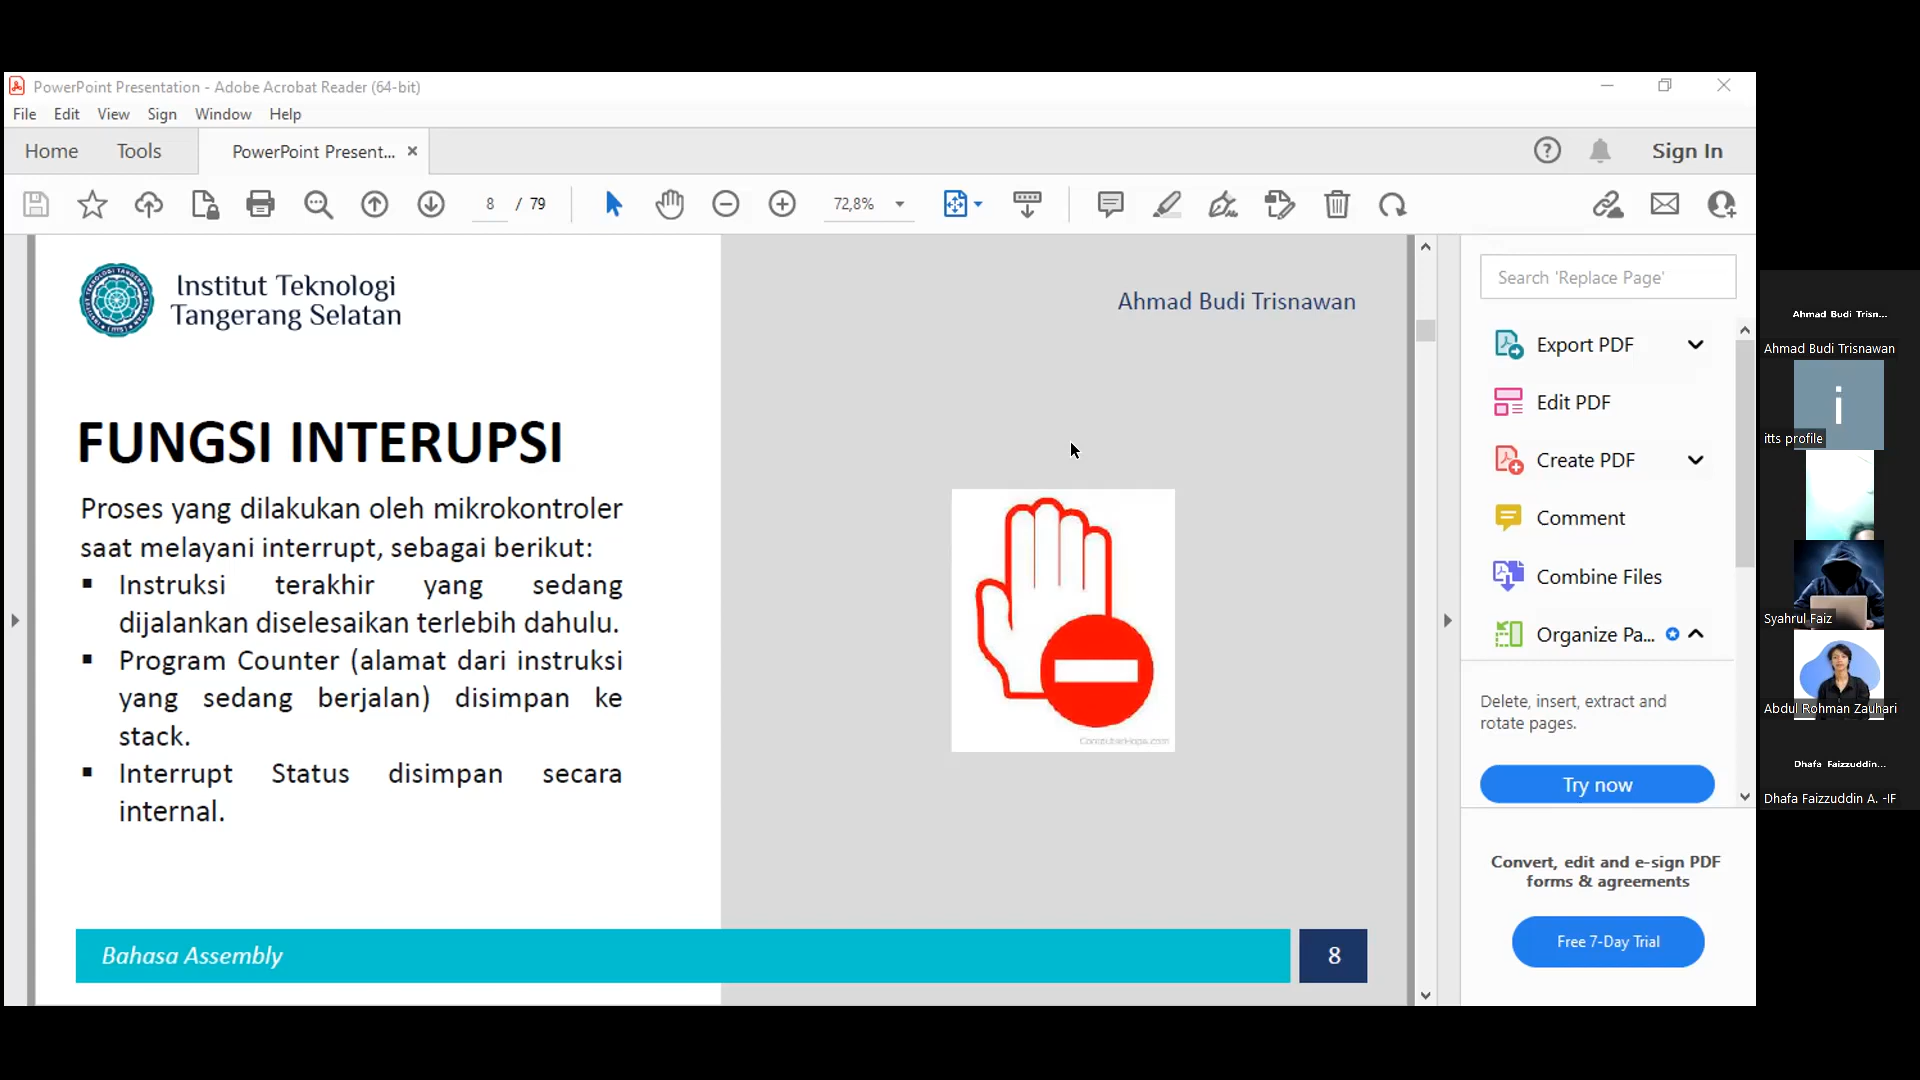 PowerPoint Presentation - Adobe Acrobat Reader (64-bit)
File Edit View Sign Window Help
Home Tools PowerPoint Present... Sign In
8 / 79 72,8%
Institut Teknologi
Tangerang Selatan
Ahmad Budi Trisnawan
FUNGSI INTERUPSI
Proses yang dilakukan oleh mikrokontroler
saat melayani interrupt, sebagai berikut:
▪ Instruksi terakhir yang sedang
dijalankan diselesaikan terlebih dahulu.
▪ Program Counter (alamat dari instruksi
yang sedang berjalan) disimpan ke
stack.
▪ Interrupt Status disimpan secara
internal.
ComputerHope.com
Bahasa Assembly
8
Search 'Replace Page'
Export PDF
Edit PDF
Create PDF
Comment
Combine Files
Organize Pa...
Delete, insert, extract and
rotate pages.
Try now
Convert, edit and e-sign PDF
forms & agreements
Free 7-Day Trial
Ahmad Budi Trisn...
Ahmad Budi Trisnawan
i
itts profile
Syahrul Faiz
Abdul Rohman Zauhari
Dhafa Faizzuddin...
Dhafa Faizzuddin A. -IF